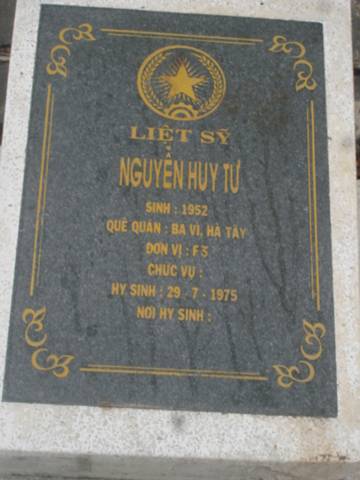 LIỆT SỸ
NGUYỄN HUY TƯ
SINH : 1952
QUÊ QUÁN : BA VÌ, HÀ TÂY
ĐƠN VỊ : F3
CHỨC VỤ :
HY SINH : 29 - 7 - 1975
NƠI HY SINH :